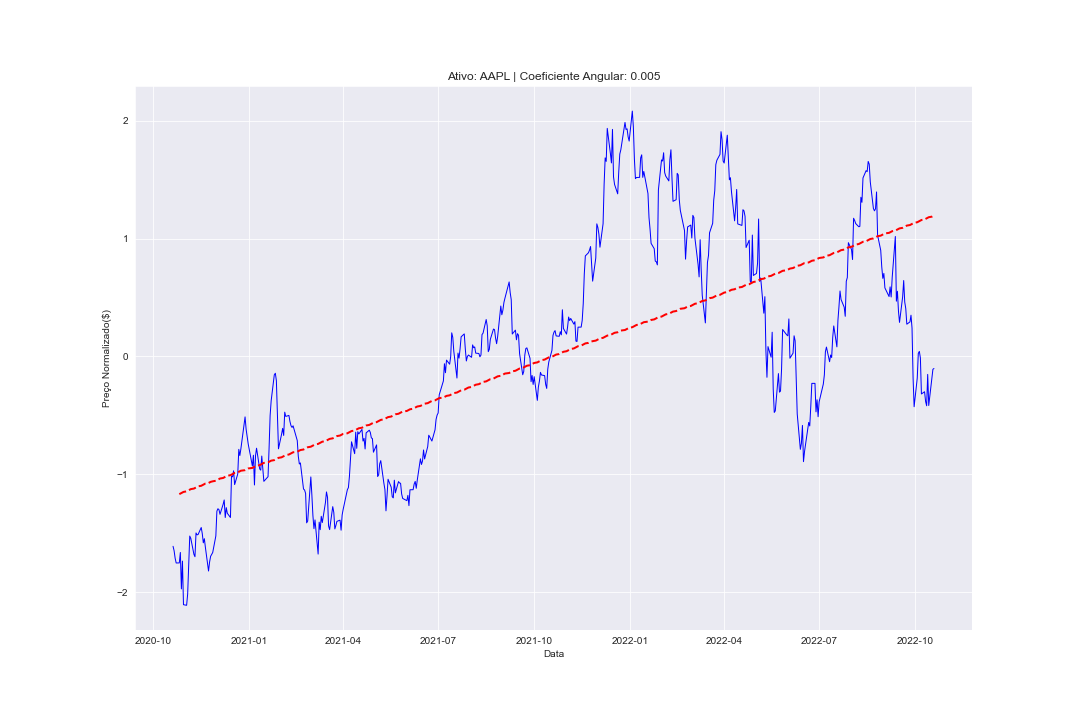 Ativo: AAPL | Coeficiente Angular: 0.005
Preço Normalizado($)
2
1
0
−1
−2
2020-10 2021-01 2021-04 2021-07 2021-10 2022-01 2022-04 2022-07 2022-10
Data